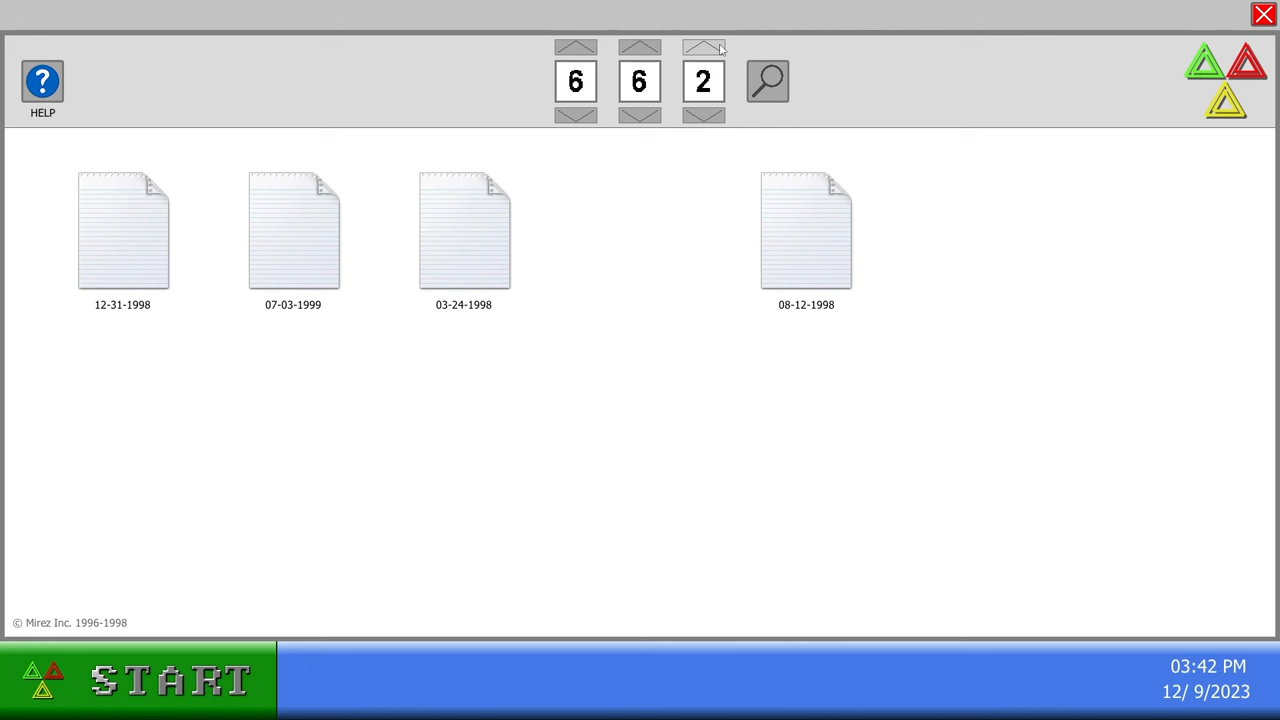 6 6 2
?
HELP
12-31-1998 07-03-1999 03-24-1998 08-12-1998
© Mirez Inc. 1996-1998
START
03:42 PM
12/ 9/2023